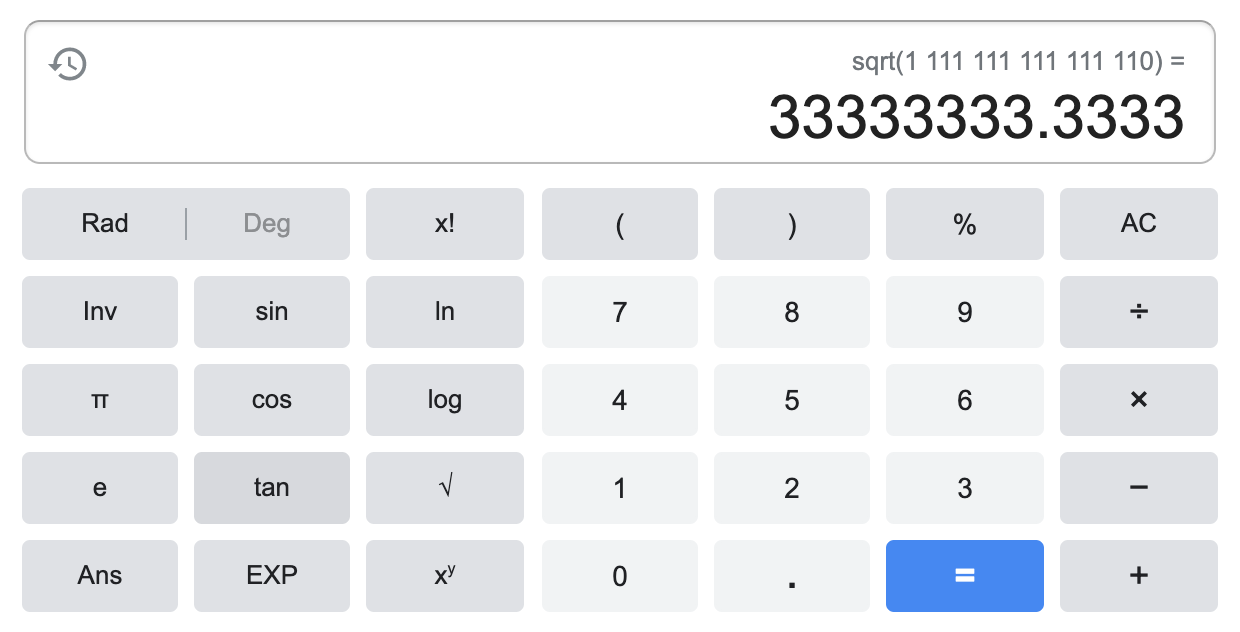 sqrt(1 111 111 111 111 110) =
33333333.3333
Rad Deg x! ( ) % AC
Inv sin ln 7 8 9 ÷
π cos log 4 5 6 ×
e tan √ 1 2 3 −
Ans EXP xʸ 0 . = +